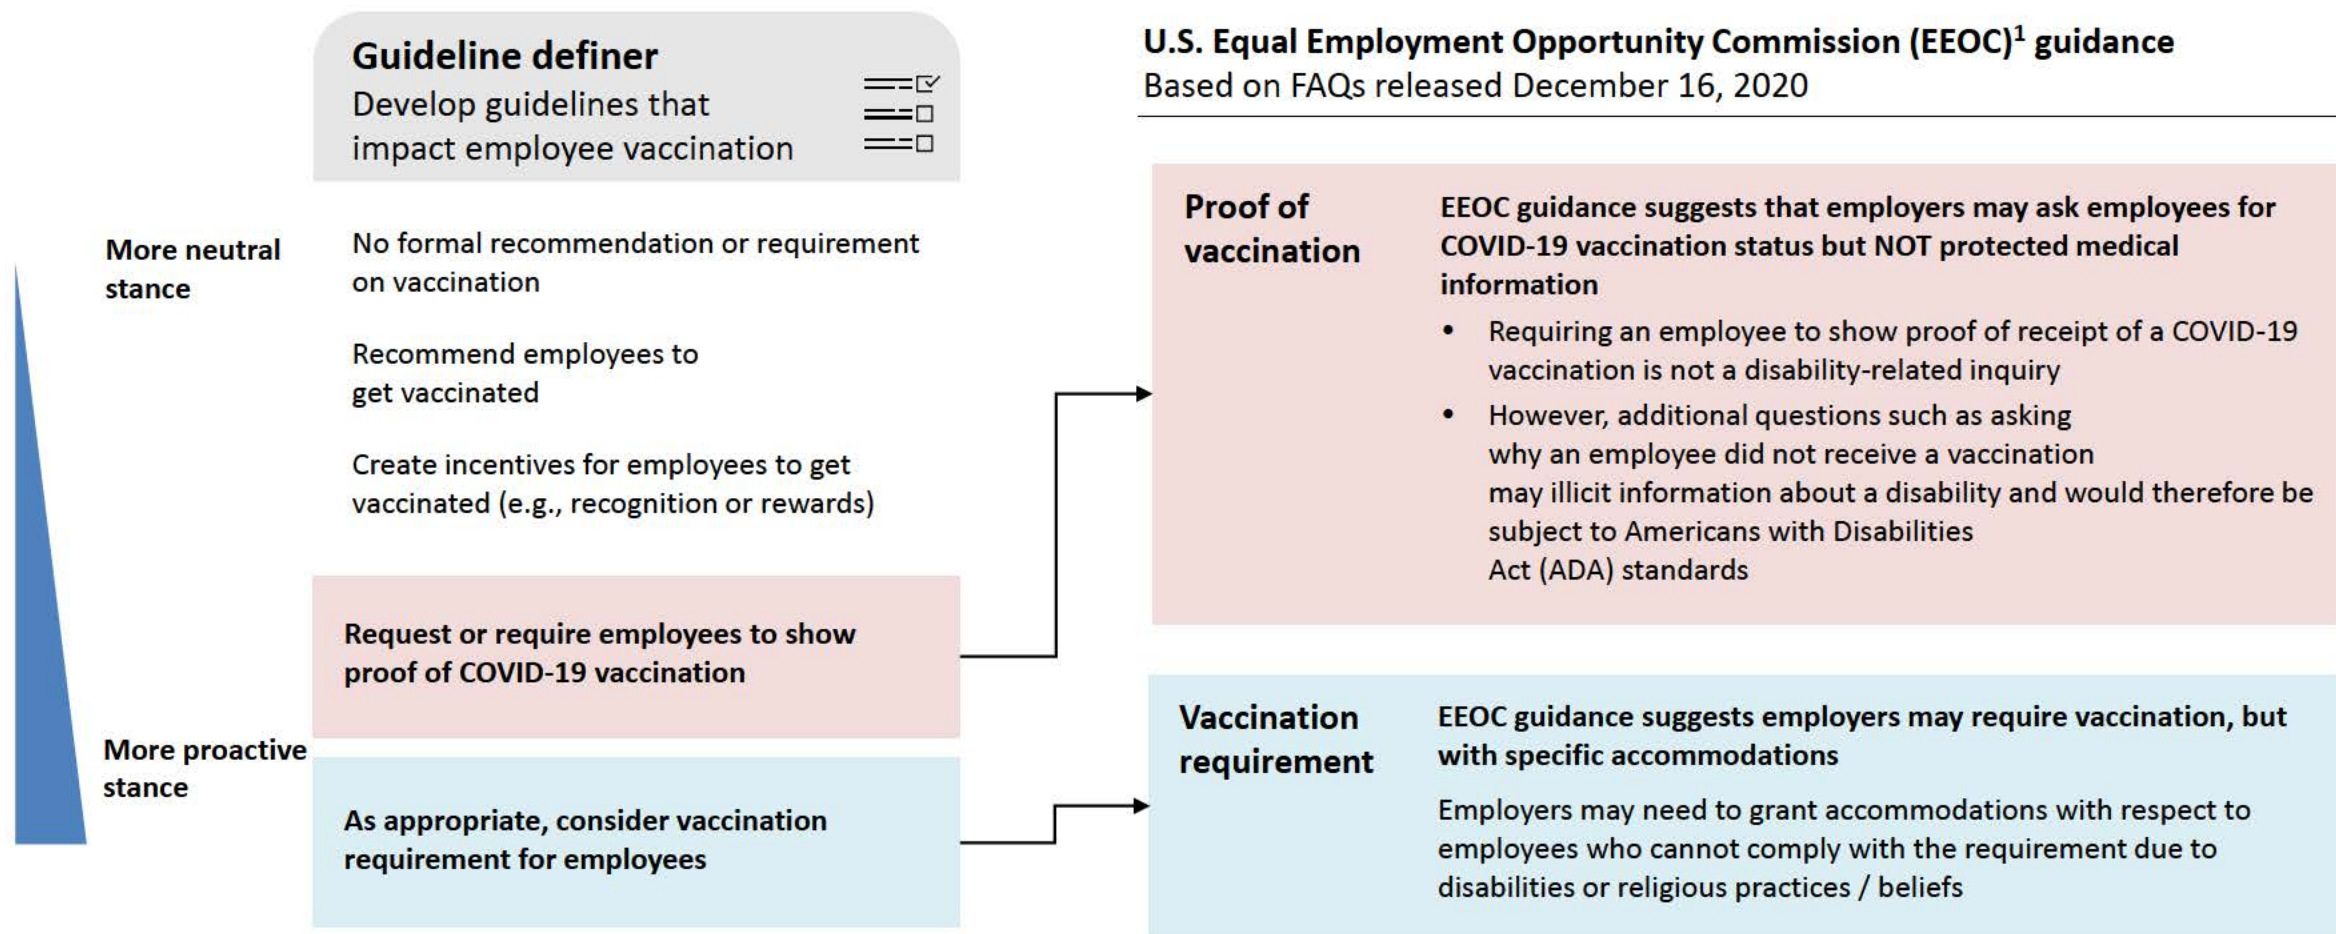 Guideline definer
Develop guidelines that
impact employee vaccination
More neutral
stance
No formal recommendation or requirement
on vaccination
Recommend employees to
get vaccinated
Create incentives for employees to get
vaccinated (e.g., recognition or rewards)
Request or require employees to show
proof of COVID-19 vaccination
More proactive
stance
As appropriate, consider vaccination
requirement for employees
U.S. Equal Employment Opportunity Commission (EEOC)¹ guidance
Based on FAQs released December 16, 2020
Proof of
vaccination
EEOC guidance suggests that employers may ask employees for
COVID-19 vaccination status but NOT protected medical
information
• Requiring an employee to show proof of receipt of a COVID-19
vaccination is not a disability-related inquiry
• However, additional questions such as asking
why an employee did not receive a vaccination
may illicit information about a disability and would therefore be
subject to Americans with Disabilities
Act (ADA) standards
Vaccination
requirement
EEOC guidance suggests employers may require vaccination, but
with specific accommodations
Employers may need to grant accommodations with respect to
employees who cannot comply with the requirement due to
disabilities or religious practices / beliefs